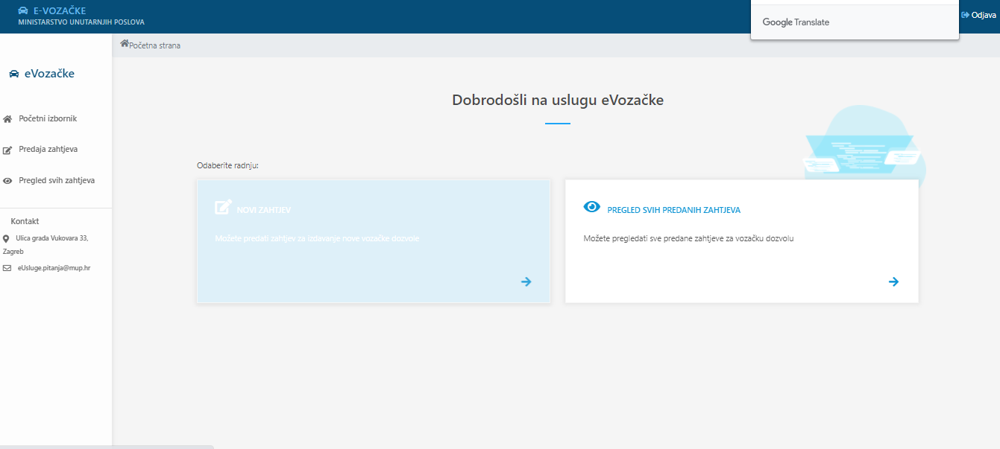 E-VOZAČKE
MINISTARSTVO UNUTARNJIH POSLOVA
Google Translate
Odjava
Početna strana
eVozačke
Početni izbornik
Predaja zahtjeva
Pregled svih zahtjeva
Kontakt
Ulica grada Vukovara 33,
Zagreb
eUsluge.pitanja@mup.hr
Dobrodošli na uslugu eVozačke
Odaberite radnju:
NOVI ZAHTJEV
Možete predati zahtjev za izdavanje nove vozačke dozvole
PREGLED SVIH PREDANIH ZAHTJEVA
Možete pregledati sve predane zahtjeve za vozačku dozvolu